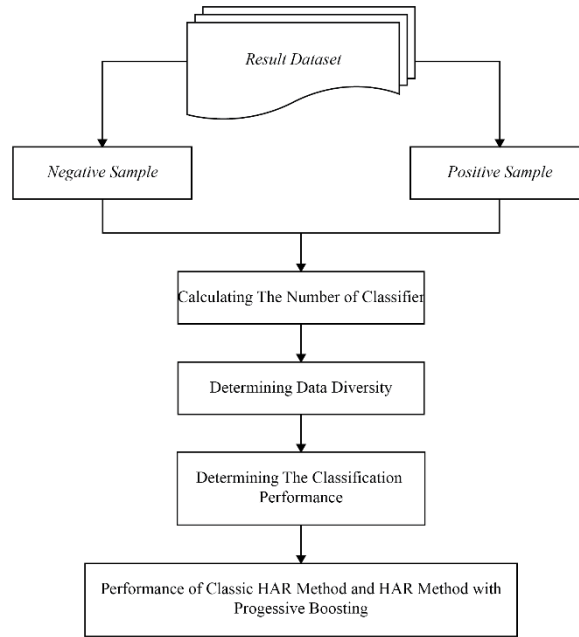 Result Dataset
Negative Sample
Positive Sample
Calculating The Number of Classifier
Determining Data Diversity
Determining The Classification
Performance
Performance of Classic HAR Method and HAR Method with
Progessive Boosting